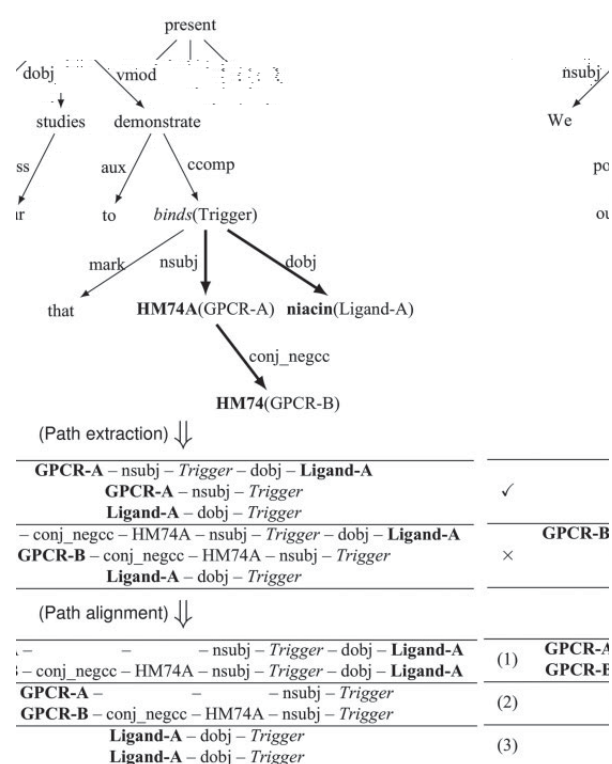 present
dobj vmod nsubj
studies demonstrate We
ss aux ccomp po
ur to binds(Trigger) ou
mark nsubj dobj
that HM74A(GPCR-A) niacin(Ligand-A)
conj_negcc
HM74(GPCR-B)
(Path extraction) ⇓
GPCR-A – nsubj – Trigger – dobj – Ligand-A
GPCR-A – nsubj – Trigger ✓
Ligand-A – dobj – Trigger
– conj_negcc – HM74A – nsubj – Trigger – dobj – Ligand-A GPCR-B
GPCR-B – conj_negcc – HM74A – nsubj – Trigger ×
Ligand-A – dobj – Trigger
(Path alignment) ⇓
– – – nsubj – Trigger – dobj – Ligand-A (1) GPCR-A
– conj_negcc – HM74A – nsubj – Trigger – dobj – Ligand-A GPCR-B
GPCR-A – – – nsubj – Trigger (2)
GPCR-B – conj_negcc – HM74A – nsubj – Trigger
Ligand-A – dobj – Trigger (3)
Ligand-A – dobj – Trigger